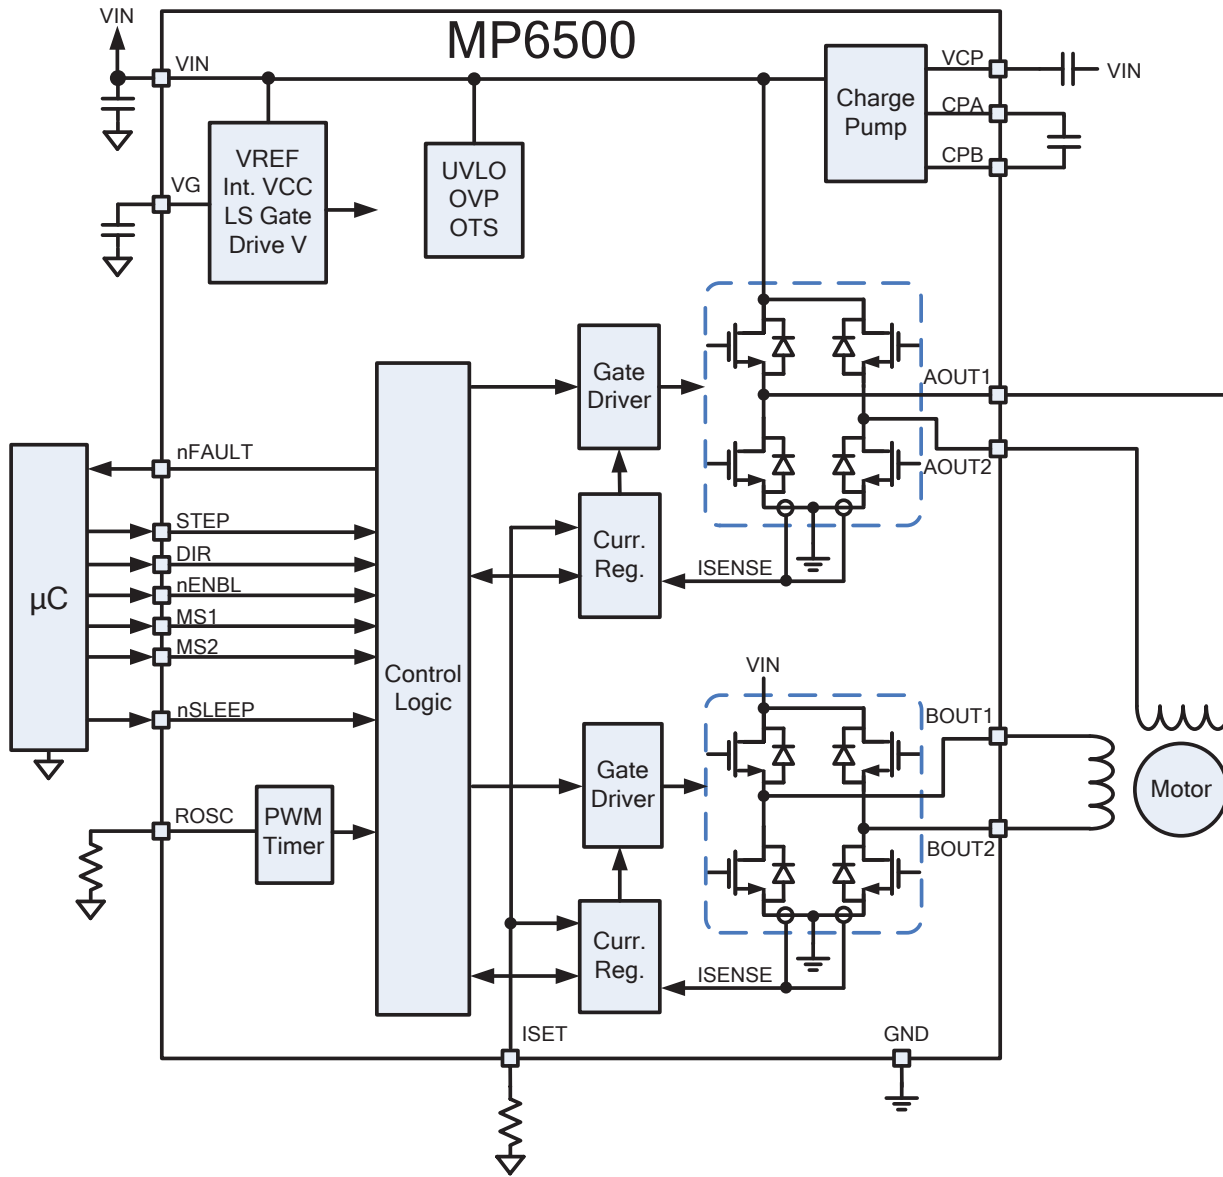 VIN
MP6500
VIN
VCP
VIN
Charge
Pump
CPA
CPB
VREF
Int. VCC
LS Gate
Drive V
UVLO
OVP
OTS
VG
Gate
Driver
AOUT1
AOUT2
nFAULT
STEP
DIR
nENBL
MS1
MS2
nSLEEP
µC
Control
Logic
Curr.
Reg.
ISENSE
VIN
BOUT1
BOUT2
Motor
Gate
Driver
ROSC
PWM
Timer
Curr.
Reg.
ISENSE
ISET
GND